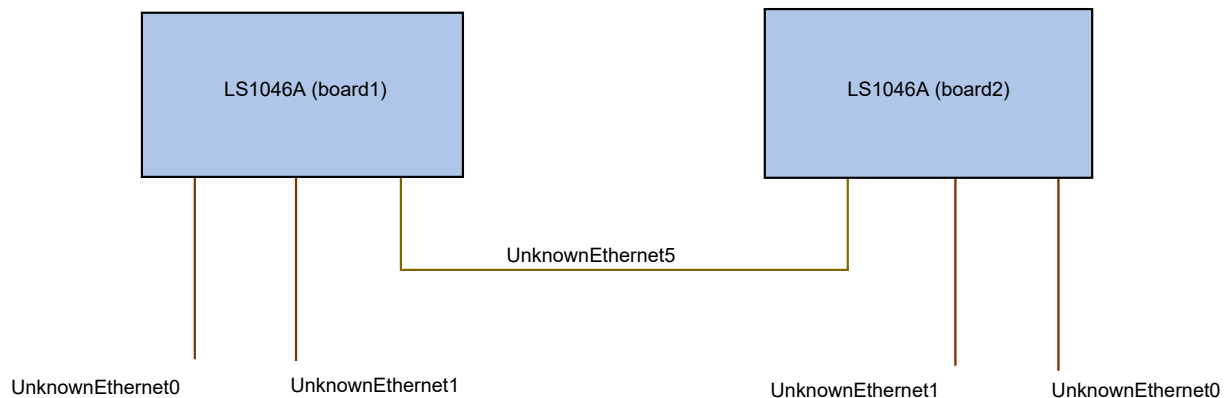 LS1046A (board1)
LS1046A (board2)
UnknownEthernet5
UnknownEthernet0
UnknownEthernet1
UnknownEthernet1
UnknownEthernet0